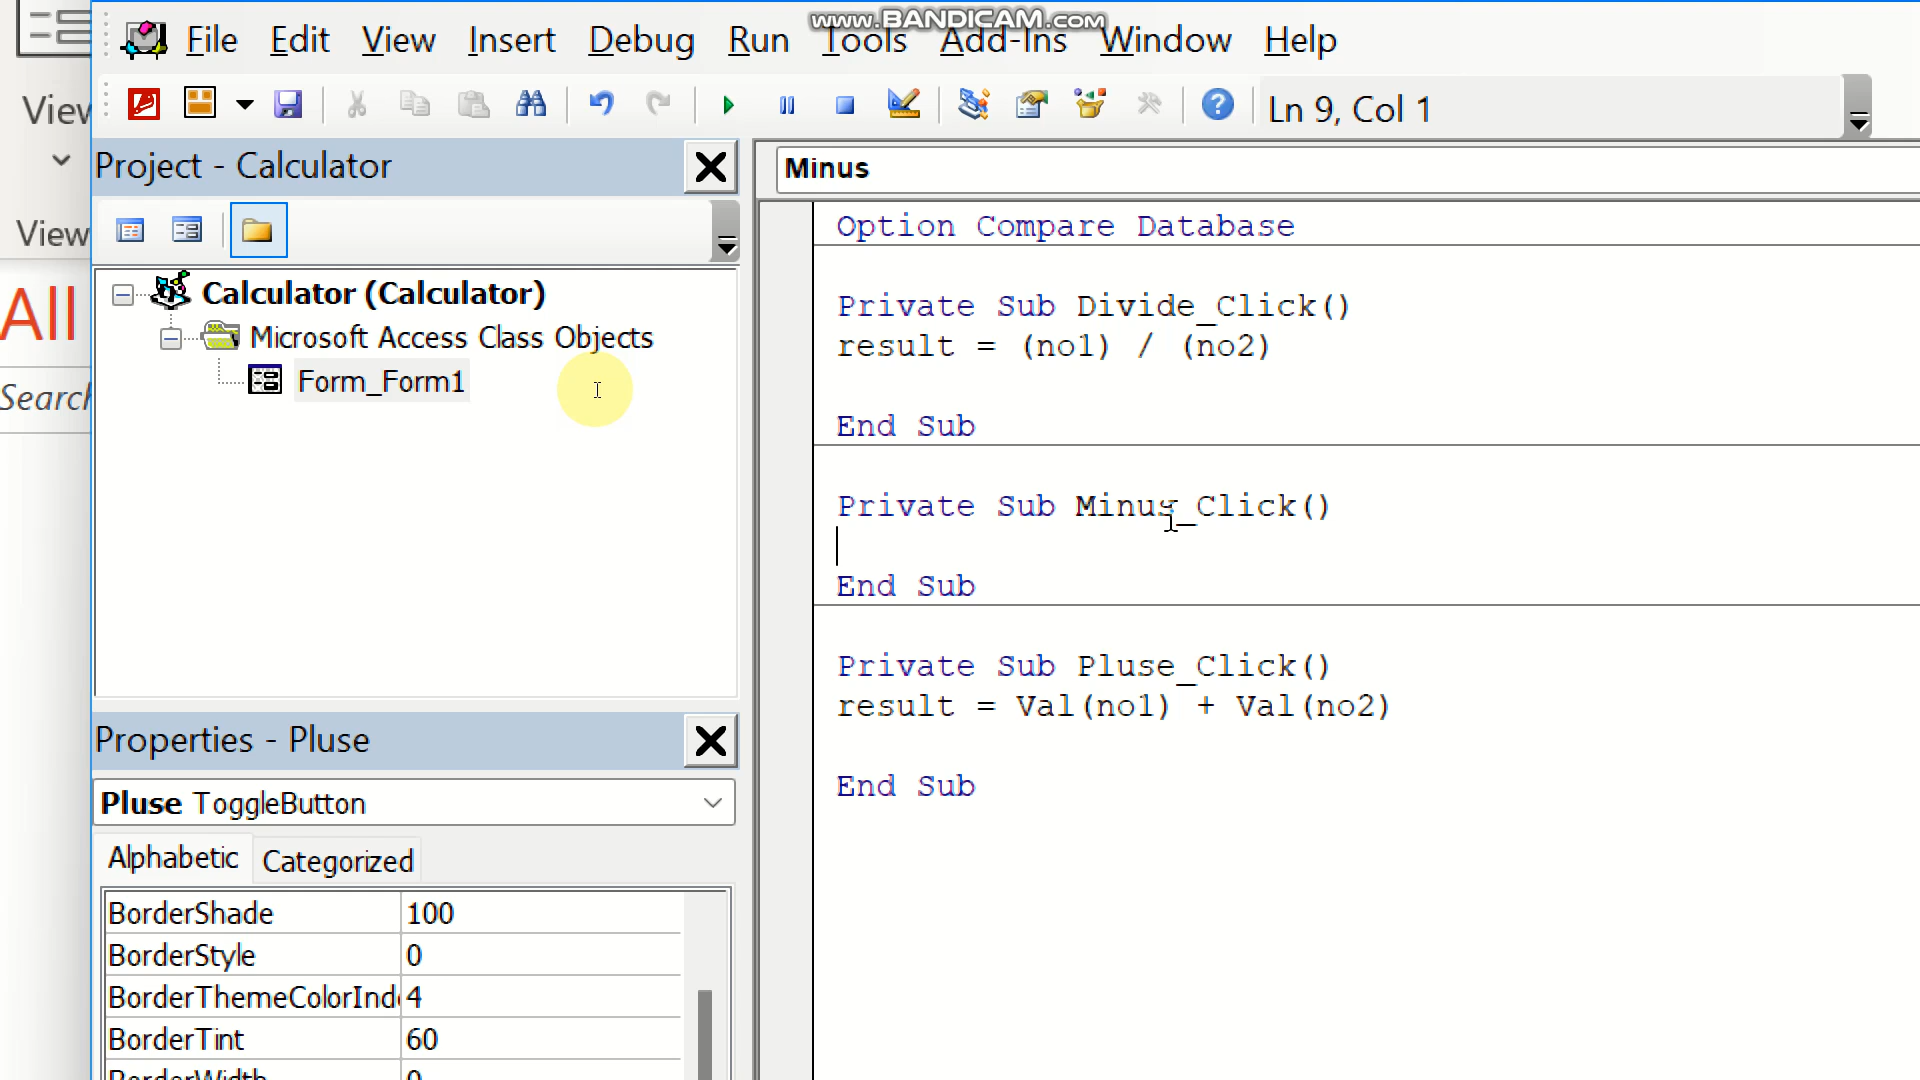 www.BANDICAM.com
File Edit View Insert Debug Run Tools Add-Ins Window Help
View
Ln 9, Col 1
View
All
Search
Project - Calculator
Calculator (Calculator)
Microsoft Access Class Objects
Form_Form1
Properties - Pluse
Pluse ToggleButton
Alphabetic Categorized
BorderShade 100
BorderStyle 0
BorderThemeColorInd 4
BorderTint 60
BorderWidth 0
Minus
Option Compare Database
Private Sub Divide_Click()
result = (no1) / (no2)
End Sub
Private Sub Minus_Click()
End Sub
Private Sub Pluse_Click()
result = Val(no1) + Val(no2)
End Sub